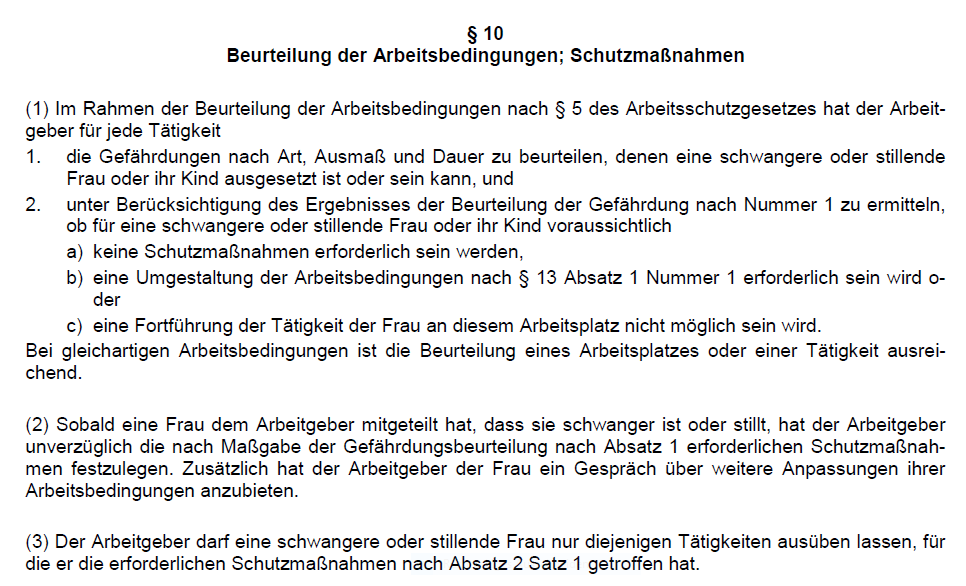 § 10
Beurteilung der Arbeitsbedingungen; Schutzmaßnahmen
(1) Im Rahmen der Beurteilung der Arbeitsbedingungen nach § 5 des Arbeitsschutzgesetzes hat der Arbeit-
geber für jede Tätigkeit
1. die Gefährdungen nach Art, Ausmaß und Dauer zu beurteilen, denen eine schwangere oder stillende
Frau oder ihr Kind ausgesetzt ist oder sein kann, und
2. unter Berücksichtigung des Ergebnisses der Beurteilung der Gefährdung nach Nummer 1 zu ermitteln,
ob für eine schwangere oder stillende Frau oder ihr Kind voraussichtlich
a) keine Schutzmaßnahmen erforderlich sein werden,
b) eine Umgestaltung der Arbeitsbedingungen nach § 13 Absatz 1 Nummer 1 erforderlich sein wird o-
der
c) eine Fortführung der Tätigkeit der Frau an diesem Arbeitsplatz nicht möglich sein wird.
Bei gleichartigen Arbeitsbedingungen ist die Beurteilung eines Arbeitsplatzes oder einer Tätigkeit ausrei-
chend.
(2) Sobald eine Frau dem Arbeitgeber mitgeteilt hat, dass sie schwanger ist oder stillt, hat der Arbeitgeber
unverzüglich die nach Maßgabe der Gefährdungsbeurteilung nach Absatz 1 erforderlichen Schutzmaßnah-
men festzulegen. Zusätzlich hat der Arbeitgeber der Frau ein Gespräch über weitere Anpassungen ihrer
Arbeitsbedingungen anzubieten.
(3) Der Arbeitgeber darf eine schwangere oder stillende Frau nur diejenigen Tätigkeiten ausüben lassen, für
die er die erforderlichen Schutzmaßnahmen nach Absatz 2 Satz 1 getroffen hat.